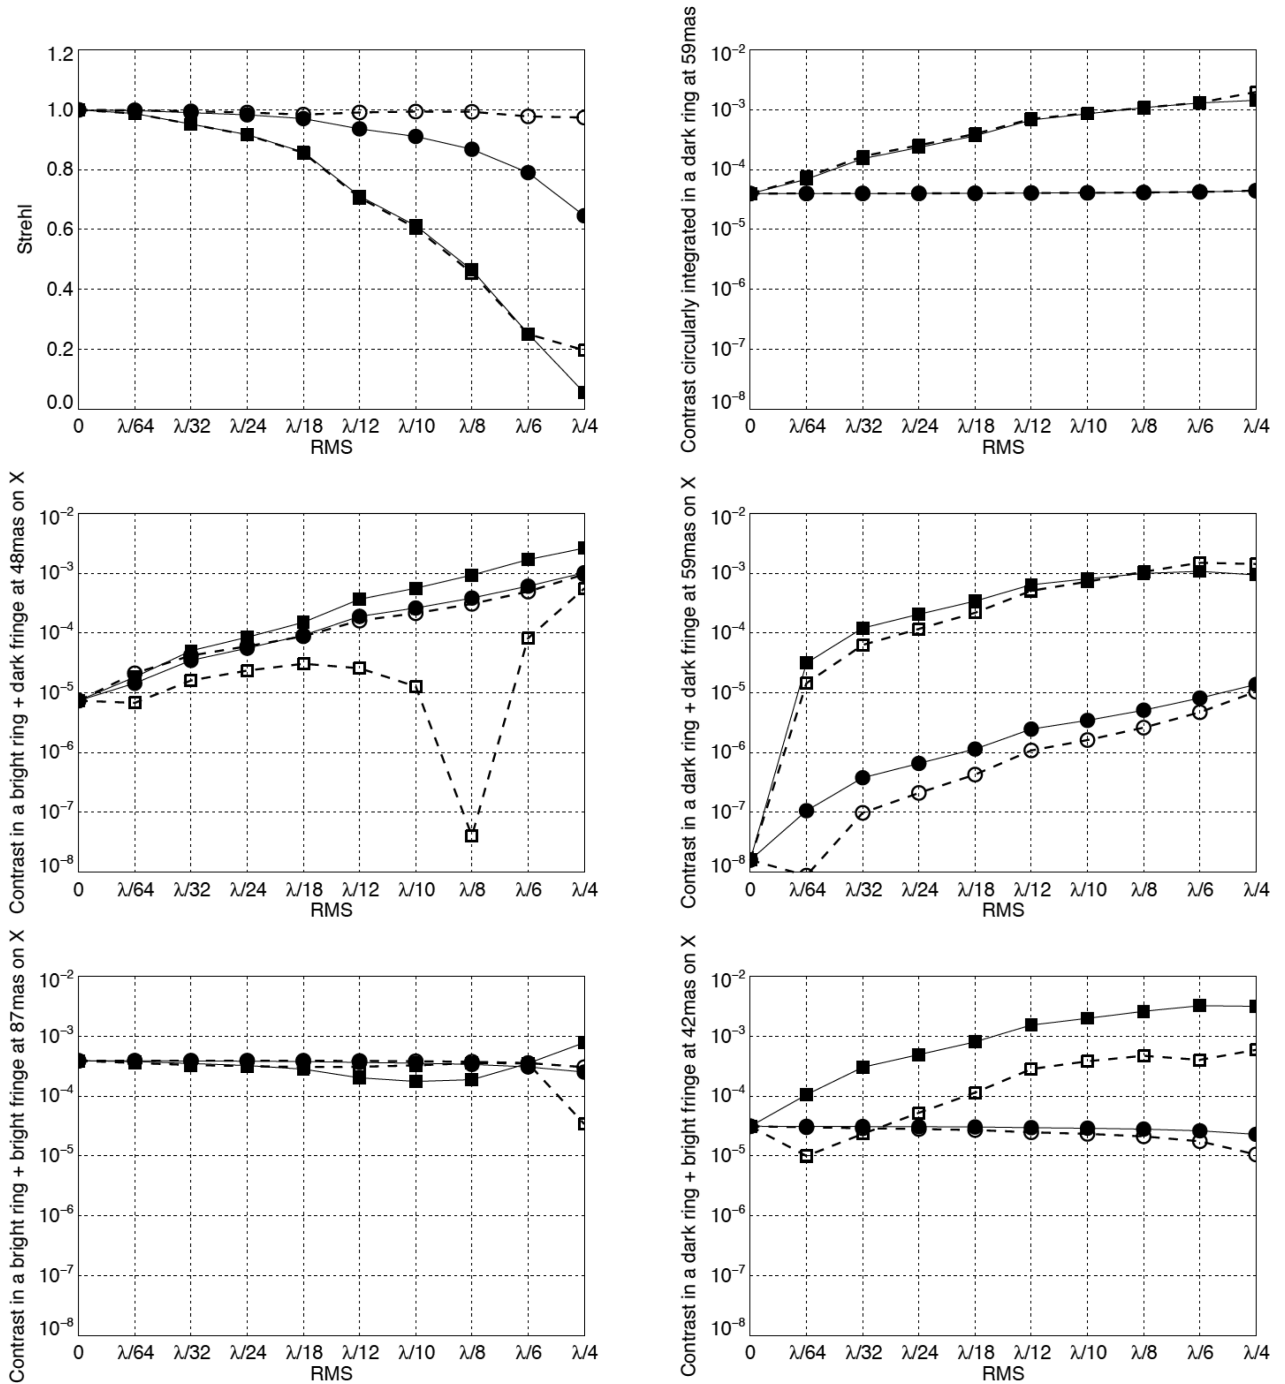 Strehl
1.2
1.0
0.8
0.6
0.4
0.2
0.0
0 λ/64 λ/32 λ/24 λ/18 λ/12 λ/10 λ/8 λ/6 λ/4
RMS
Contrast circularly integrated in a dark ring at 59mas
10⁻²
10⁻³
10⁻⁴
10⁻⁵
10⁻⁶
10⁻⁷
10⁻⁸
0 λ/64 λ/32 λ/24 λ/18 λ/12 λ/10 λ/8 λ/6 λ/4
RMS
Contrast in a bright ring + dark fringe at 48mas on X
10⁻²
10⁻³
10⁻⁴
10⁻⁵
10⁻⁶
10⁻⁷
10⁻⁸
0 λ/64 λ/32 λ/24 λ/18 λ/12 λ/10 λ/8 λ/6 λ/4
RMS
Contrast in a dark ring + dark fringe at 59mas on X
10⁻²
10⁻³
10⁻⁴
10⁻⁵
10⁻⁶
10⁻⁷
10⁻⁸
0 λ/64 λ/32 λ/24 λ/18 λ/12 λ/10 λ/8 λ/6 λ/4
RMS
Contrast in a bright ring + bright fringe at 87mas on X
10⁻²
10⁻³
10⁻⁴
10⁻⁵
10⁻⁶
10⁻⁷
10⁻⁸
0 λ/64 λ/32 λ/24 λ/18 λ/12 λ/10 λ/8 λ/6 λ/4
RMS
Contrast in a dark ring + bright fringe at 42mas on X
10⁻²
10⁻³
10⁻⁴
10⁻⁵
10⁻⁶
10⁻⁷
10⁻⁸
0 λ/64 λ/32 λ/24 λ/18 λ/12 λ/10 λ/8 λ/6 λ/4
RMS